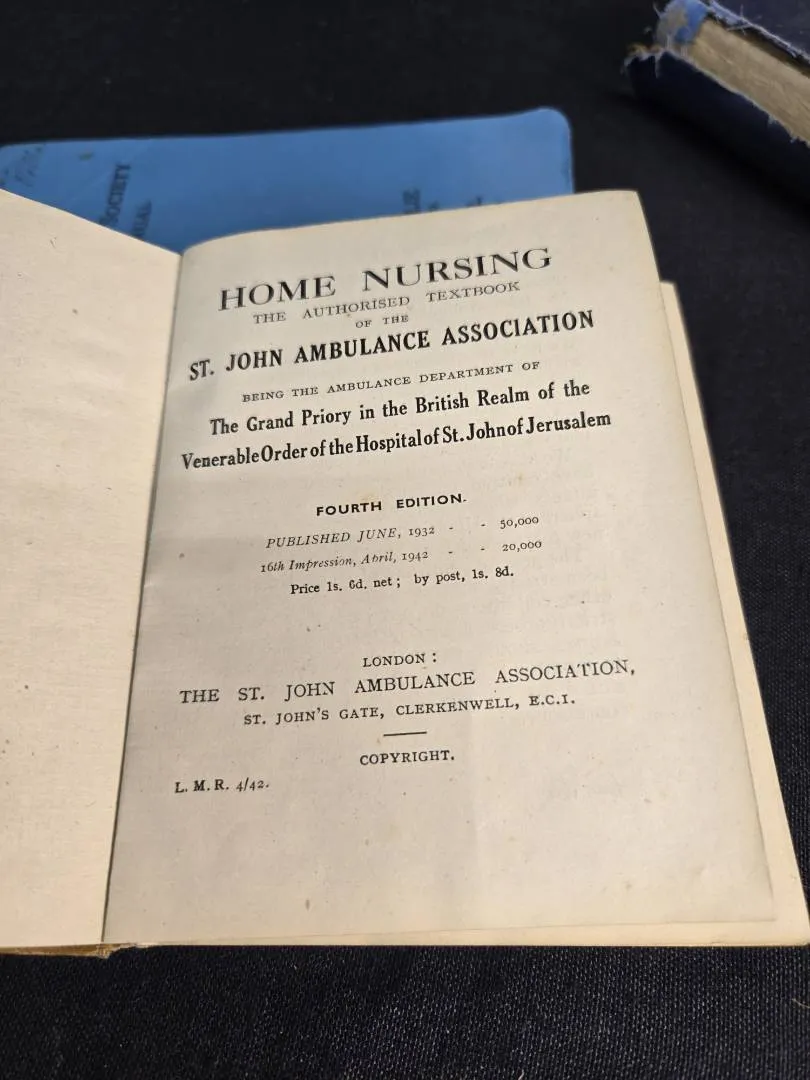 SOCIETY
HOME NURSING
THE AUTHORISED TEXTBOOK
OF THE
ST. JOHN AMBULANCE ASSOCIATION
BEING THE AMBULANCE DEPARTMENT OF
The Grand Priory in the British Realm of the
Venerable Order of the Hospital of St. John of Jerusalem
FOURTH EDITION.
PUBLISHED JUNE, 1932 - - 50,000
16th Impression, April, 1942 - - 20,000
Price 1s. 6d. net; by post, 1s. 8d.
LONDON:
THE ST. JOHN AMBULANCE ASSOCIATION,
ST. JOHN'S GATE, CLERKENWELL, E.C.1.
COPYRIGHT.
L. M. R. 4/42.